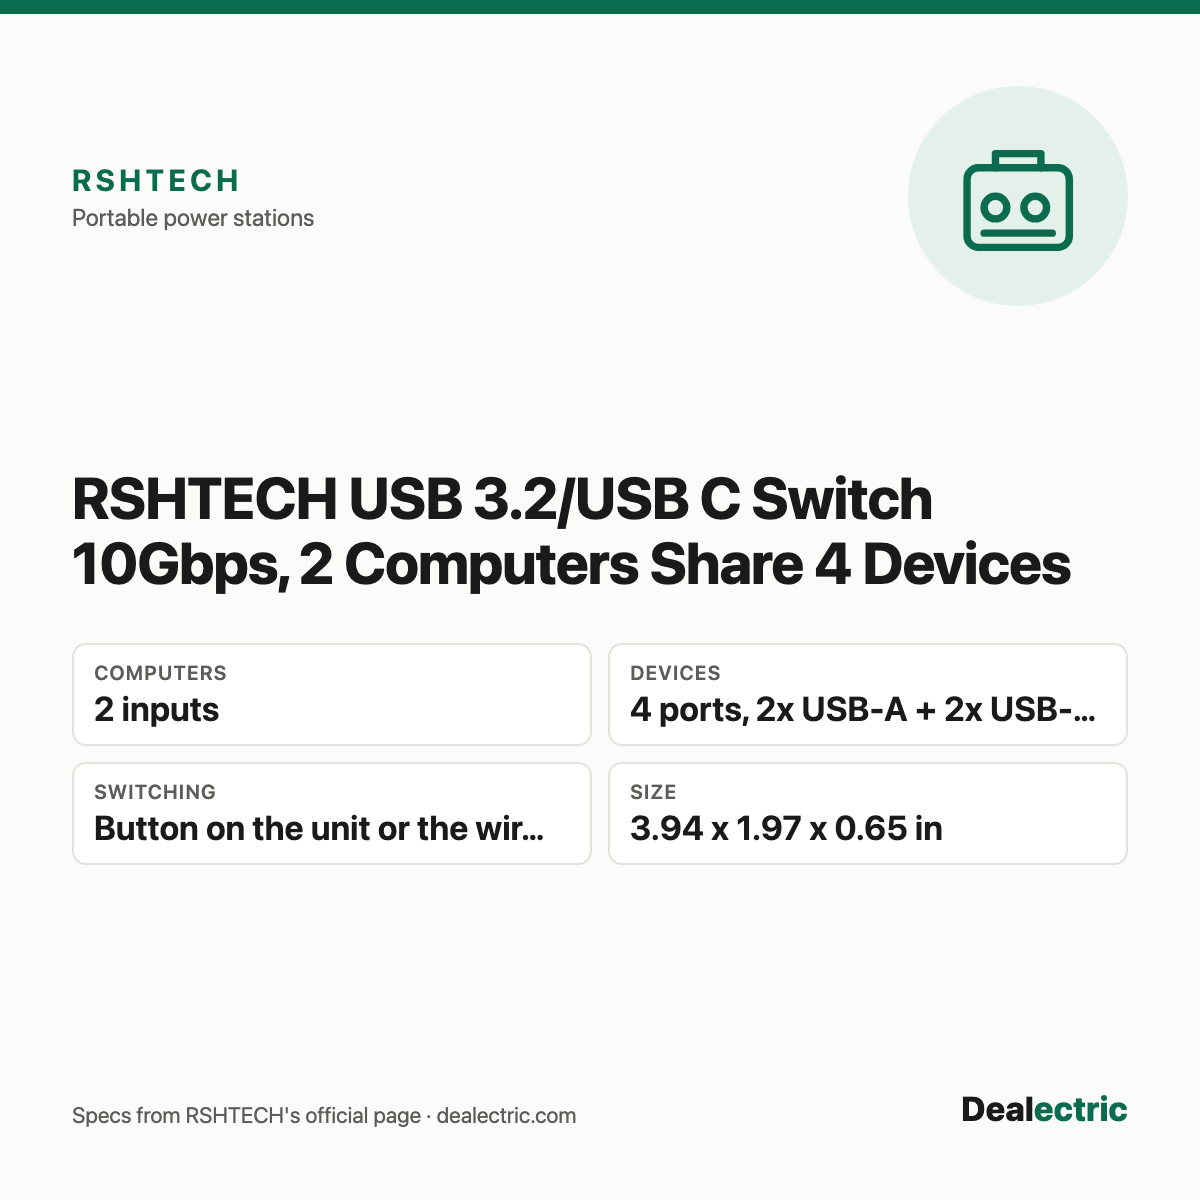 RSHTECH
Portable power stations
RSHTECH USB 3.2/USB C Switch
10Gbps, 2 Computers Share 4 Devices
COMPUTERS
2 inputs
DEVICES
4 ports, 2x USB-A + 2x USB-...
SWITCHING
Button on the unit or the wir...
SIZE
3.94 x 1.97 x 0.65 in
Specs from RSHTECH's official page · dealectric.com
Dealectric